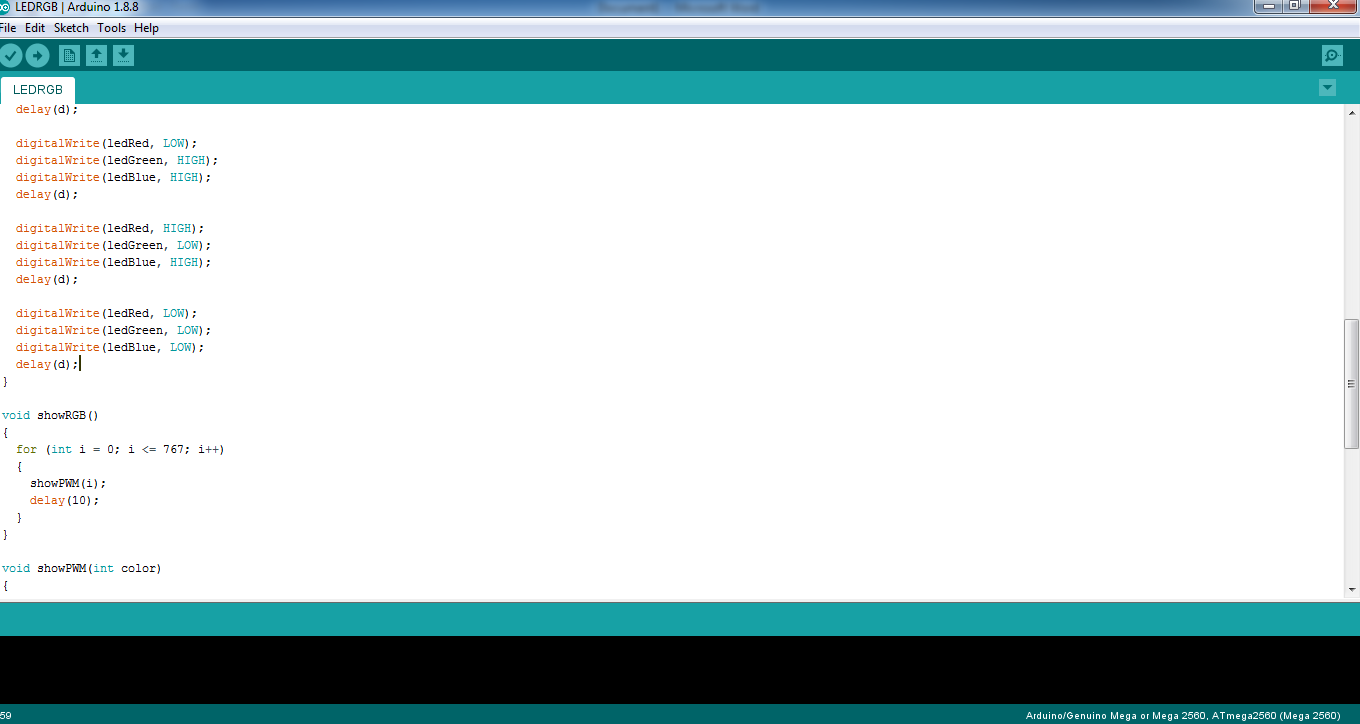 LEDRGB | Arduino 1.8.8
File Edit Sketch Tools Help
LEDRGB
delay(d);
digitalWrite(ledRed, LOW);
digitalWrite(ledGreen, HIGH);
digitalWrite(ledBlue, HIGH);
delay(d);
digitalWrite(ledRed, HIGH);
digitalWrite(ledGreen, LOW);
digitalWrite(ledBlue, HIGH);
delay(d);
digitalWrite(ledRed, LOW);
digitalWrite(ledGreen, LOW);
digitalWrite(ledBlue, LOW);
delay(d);
}
void showRGB()
{
for (int i = 0; i <= 767; i++)
{
showPWM(i);
delay(10);
}
}
void showPWM(int color)
{
59 Arduino/Genuino Mega or Mega 2560, ATmega2560 (Mega 2560)